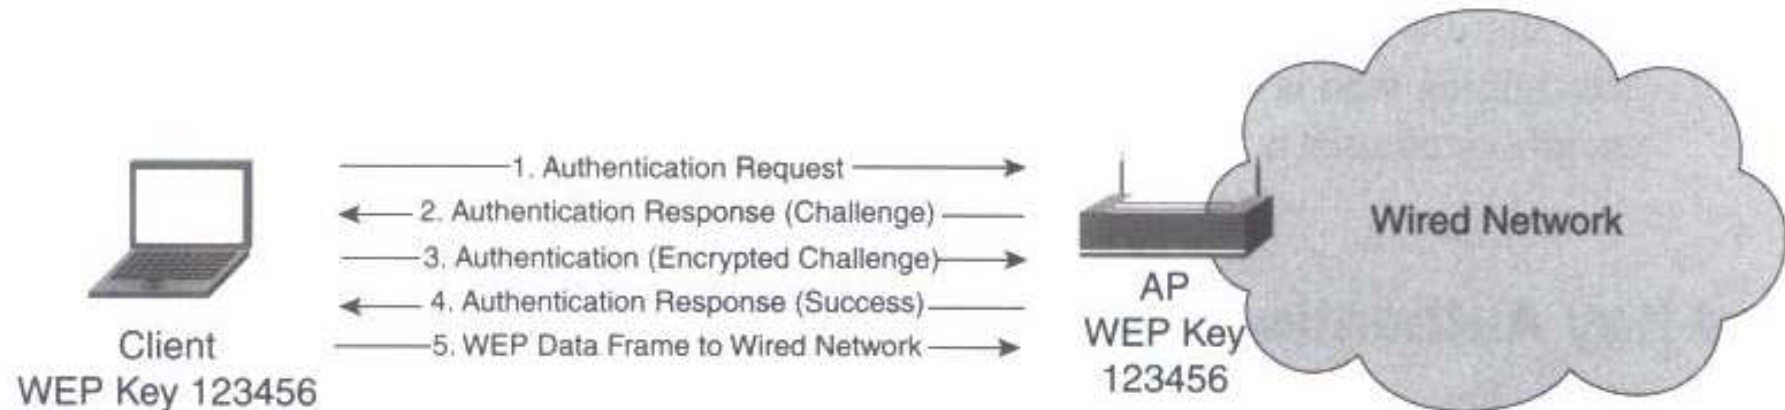 1. Authentication Request
2. Authentication Response (Challenge)
3. Authentication (Encrypted Challenge)
4. Authentication Response (Success)
5. WEP Data Frame to Wired Network
Client
WEP Key 123456
AP
WEP Key
123456
Wired Network